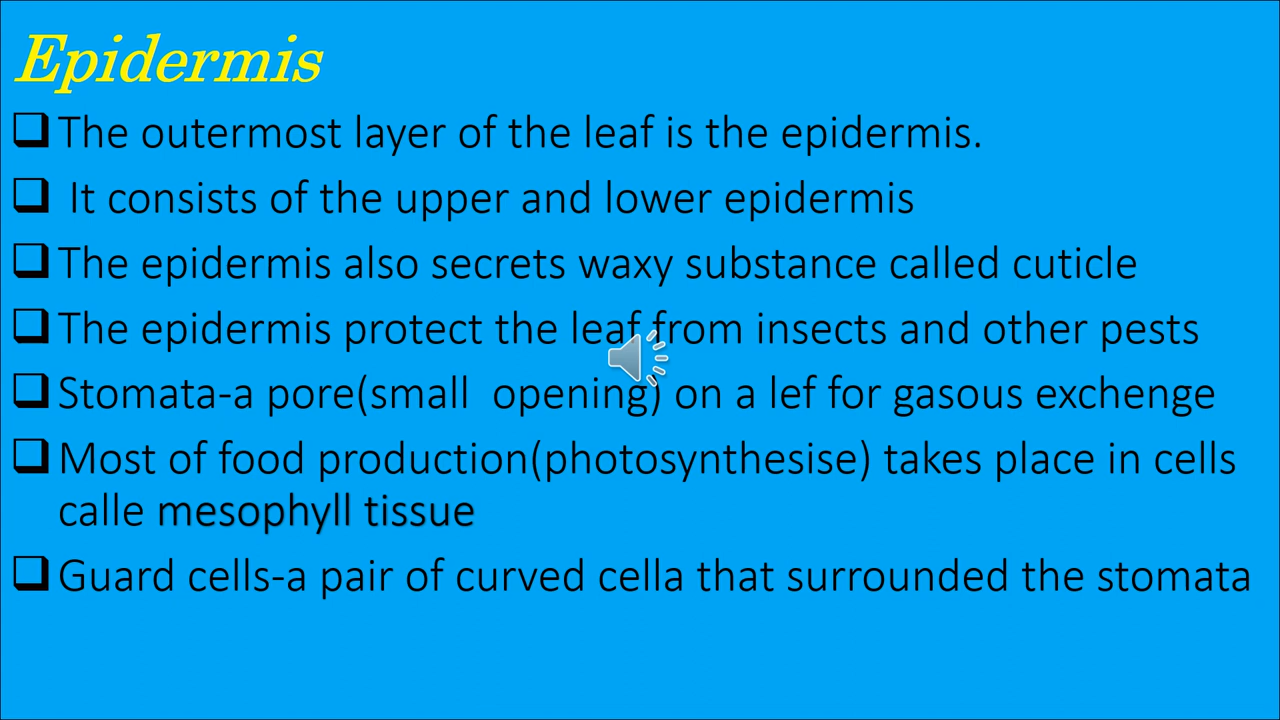 Epidermis
❑ The outermost layer of the leaf is the epidermis.
❑ It consists of the upper and lower epidermis
❑ The epidermis also secrets waxy substance called cuticle
❑ The epidermis protect the leaf from insects and other pests
❑ Stomata-a pore(small  opening) on a lef for gasous exchenge
❑ Most of food production(photosynthesise) takes place in cells
calle mesophyll tissue
❑ Guard cells-a pair of curved cella that surrounded the stomata